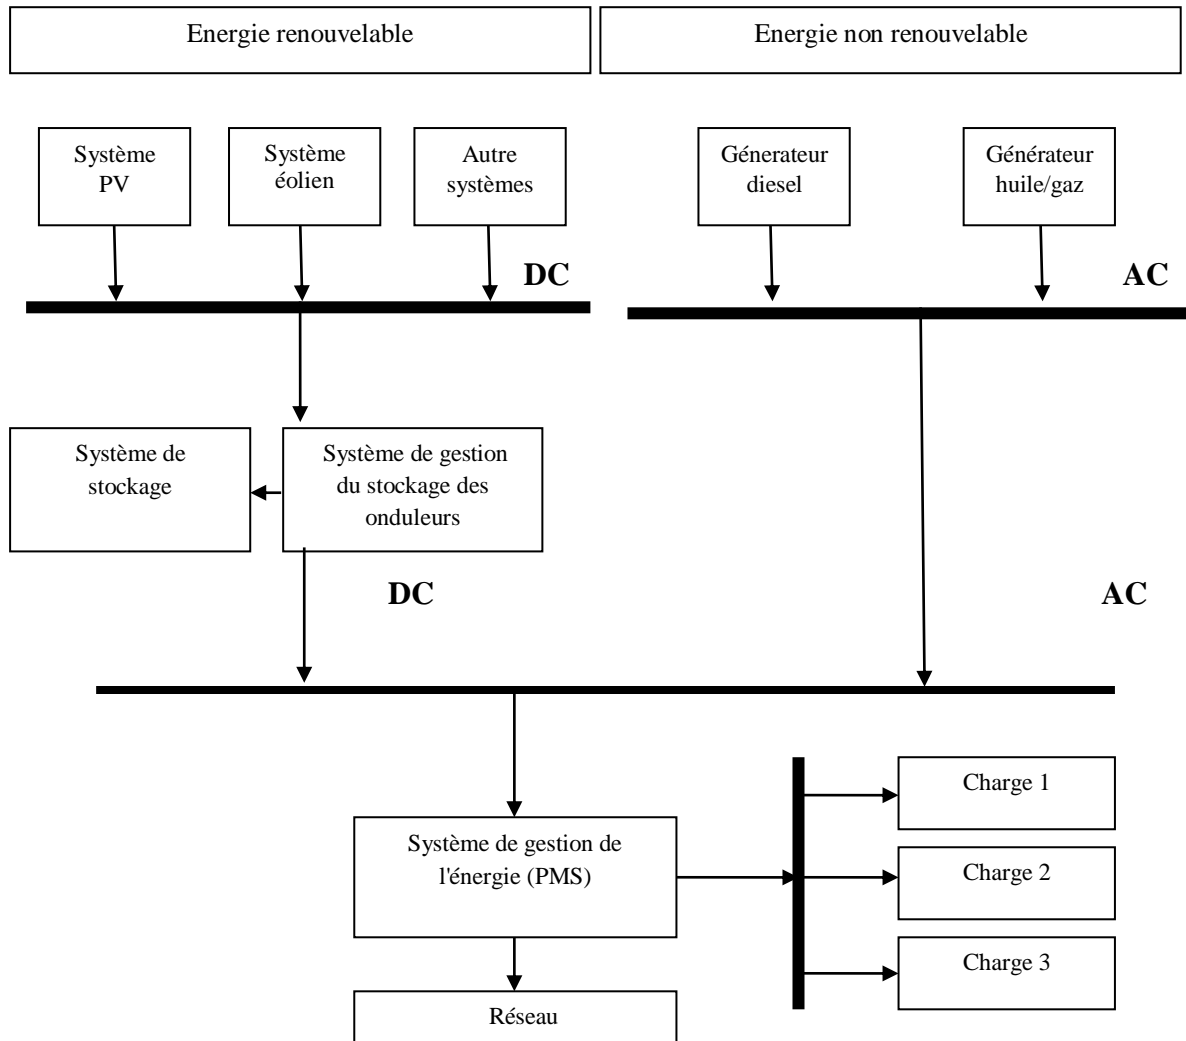 Energie renouvelable
Energie non renouvelable
Système
PV
Système
éolien
Autre
systèmes
Génerateur
diesel
Générateur
huile/gaz
DC
AC
Système de
stockage
Système de gestion
du stockage des
onduleurs
DC
AC
Système de gestion de
l'énergie (PMS)
Charge 1
Charge 2
Charge 3
Réseau